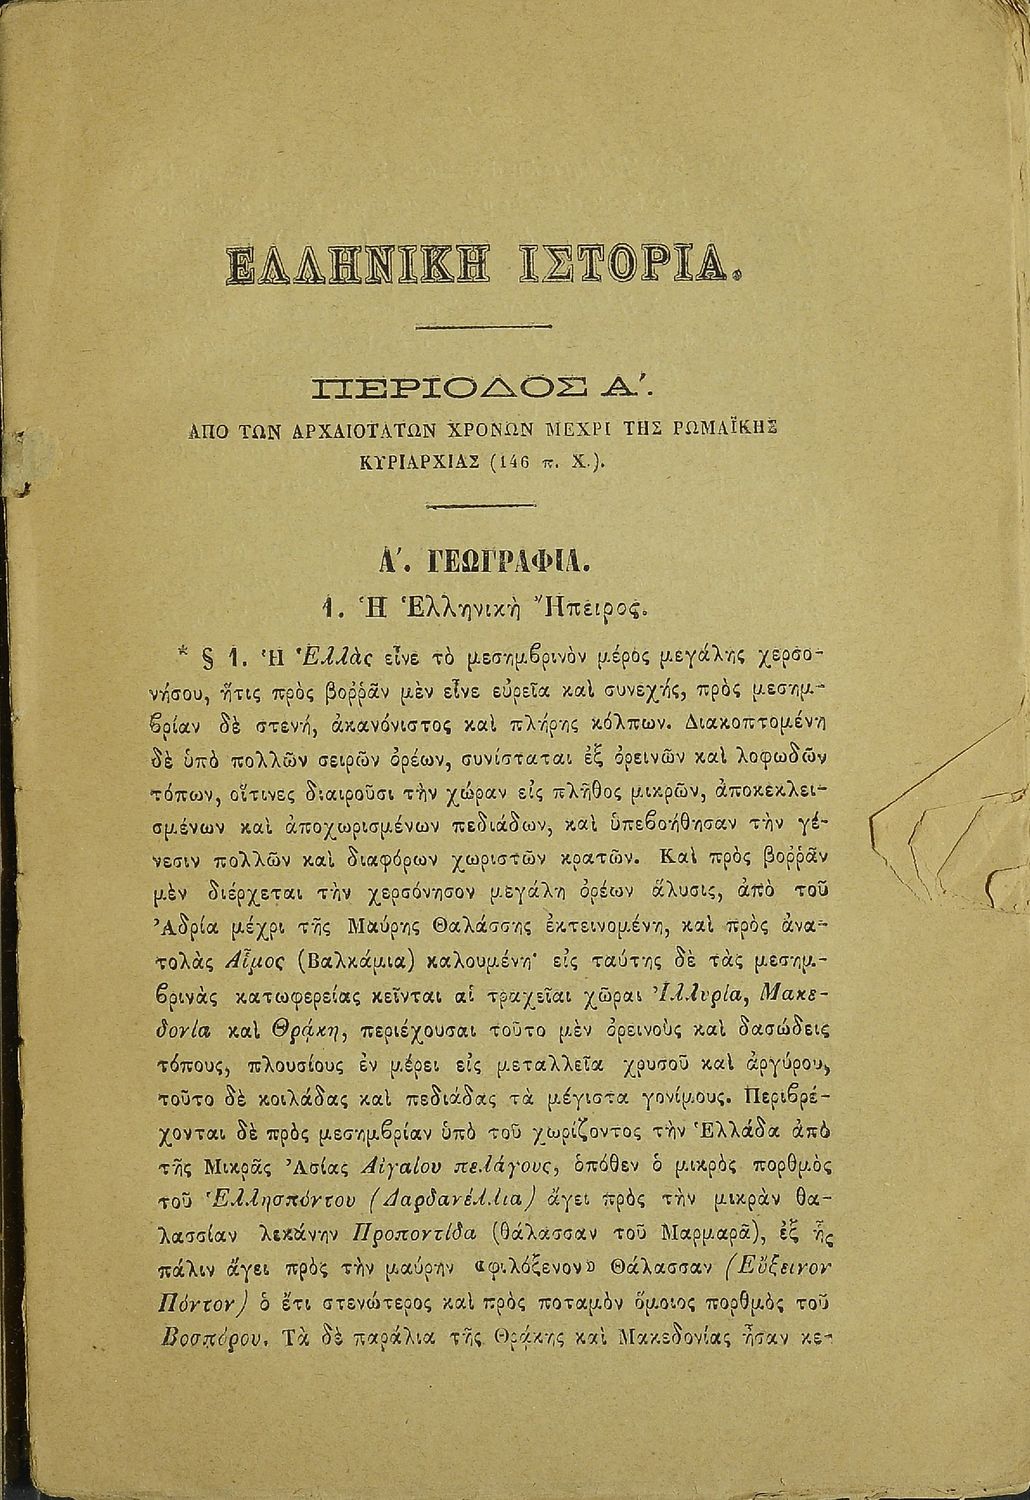 ΕΛΛΗΝΙΚΗ ΙΣΤΟΡΙΑ.
ΠΕΡΙΟΔΟΣ Α΄.
ΑΠΟ ΤΩΝ ΑΡΧΑΙΟΤΑΤΩΝ ΧΡΟΝΩΝ ΜΕΧΡΙ ΤΗΣ ΡΩΜΑΪΚΗΣ
ΚΥΡΙΑΡΧΙΑΣ (146 π. Χ.).
Α΄. ΓΕΩΓΡΑΦΙΑ.
1. Ἡ Ἑλληνικὴ Ἤπειρος.
* § 1. Ἡ Ἑλλὰς εἶνε τὸ μεσημβρινὸν μέρος μεγάλης χερσο-
νήσου, ἥτις πρὸς βοῤῥᾶν μὲν εἶνε εὐρεῖα καὶ συνεχής, πρὸς μεσημ-
βρίαν δὲ στενή, ἀκανόνιστος καὶ πλήρης κόλπων. Διακοπτομένη
δὲ ὑπὸ πολλῶν σειρῶν ὀρέων, συνίσταται ἐξ ὀρεινῶν καὶ λοφωδῶν
τόπων, οἵτινες διαιροῦσι τὴν χώραν εἰς πλῆθος μικρῶν, ἀποκεκλει-
σμένων καὶ ἀποχωρισμένων πεδιάδων, καὶ ὑπεβοήθησαν τὴν γέ-
νεσιν πολλῶν καὶ διαφόρων χωριστῶν κρατῶν. Καὶ πρὸς βοῤῥᾶν
μὲν διέρχεται τὴν χερσόνησον μεγάλη ὀρέων ἅλυσις, ἀπὸ τοῦ
Ἀδρία μέχρι τῆς Μαύρης Θαλάσσης ἐκτεινομένη, καὶ πρὸς ἀνα-
τολὰς Αἷμος (Βαλκάμια) καλουμένη· εἰς ταύτης δὲ τὰς μεσημ-
βρινὰς κατωφερείας κεῖνται αἱ τραχεῖαι χῶραι Ἰλλυρία, Μακε-
δονία καὶ Θρᾴκη, περιέχουσαι τοῦτο μὲν ὀρεινοὺς καὶ δασώδεις
τόπους, πλουσίους ἐν μέρει εἰς μεταλλεῖα χρυσοῦ καὶ ἀργύρου,
τοῦτο δὲ κοιλάδας καὶ πεδιάδας τὰ μέγιστα γονίμους. Περιβρέ-
χονται δὲ πρὸς μεσημβρίαν ὑπὸ τοῦ χωρίζοντος τὴν Ἑλλάδα ἀπὸ
τῆς Μικρᾶς Ἀσίας Αἰγαίου πελάγους, ὁπόθεν ὁ μικρὸς πορθμὸς
τοῦ Ἑλλησπόντου (Δαρδανέλλια) ἄγει πρὸς τὴν μικρὰν θα-
λασσίαν λεκάνην Προποντίδα (θάλασσαν τοῦ Μαρμαρᾶ), ἐξ ἧς
πάλιν ἄγει πρὸς τὴν μαύρην «φιλόξενον» Θάλασσαν (Εὔξεινον
Πόντον) ὁ ἔτι στενώτερος καὶ πρὸς ποταμὸν ὅμοιος πορθμὸς τοῦ
Βοσπόρου. Τὰ δὲ παράλια τῆς Θρᾴκης καὶ Μακεδονίας ἦσαν κε-